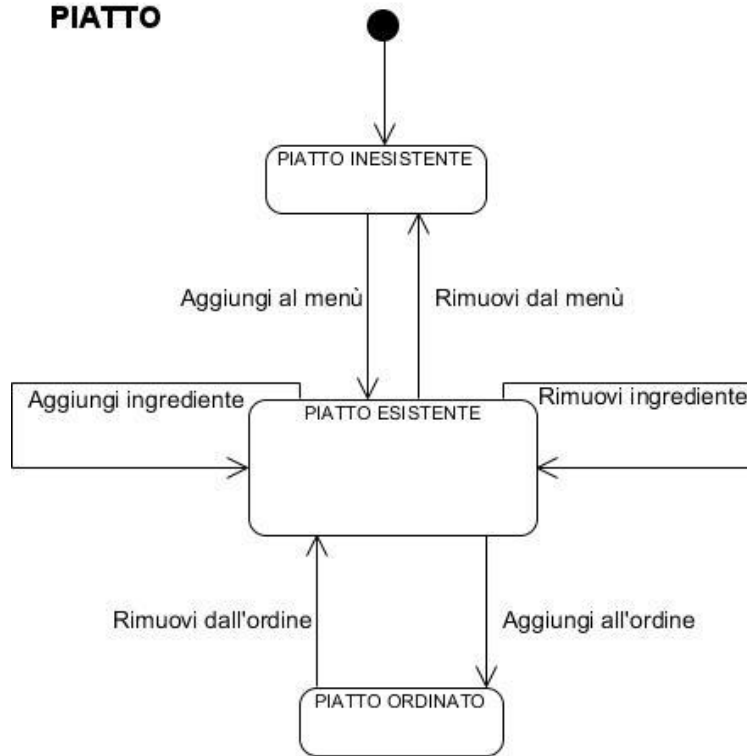 PIATTO
PIATTO INESISTENTE
Aggiungi al menù
Rimuovi dal menù
Aggiungi ingrediente
Rimuovi ingrediente
PIATTO ESISTENTE
Rimuovi dall'ordine
Aggiungi all'ordine
PIATTO ORDINATO